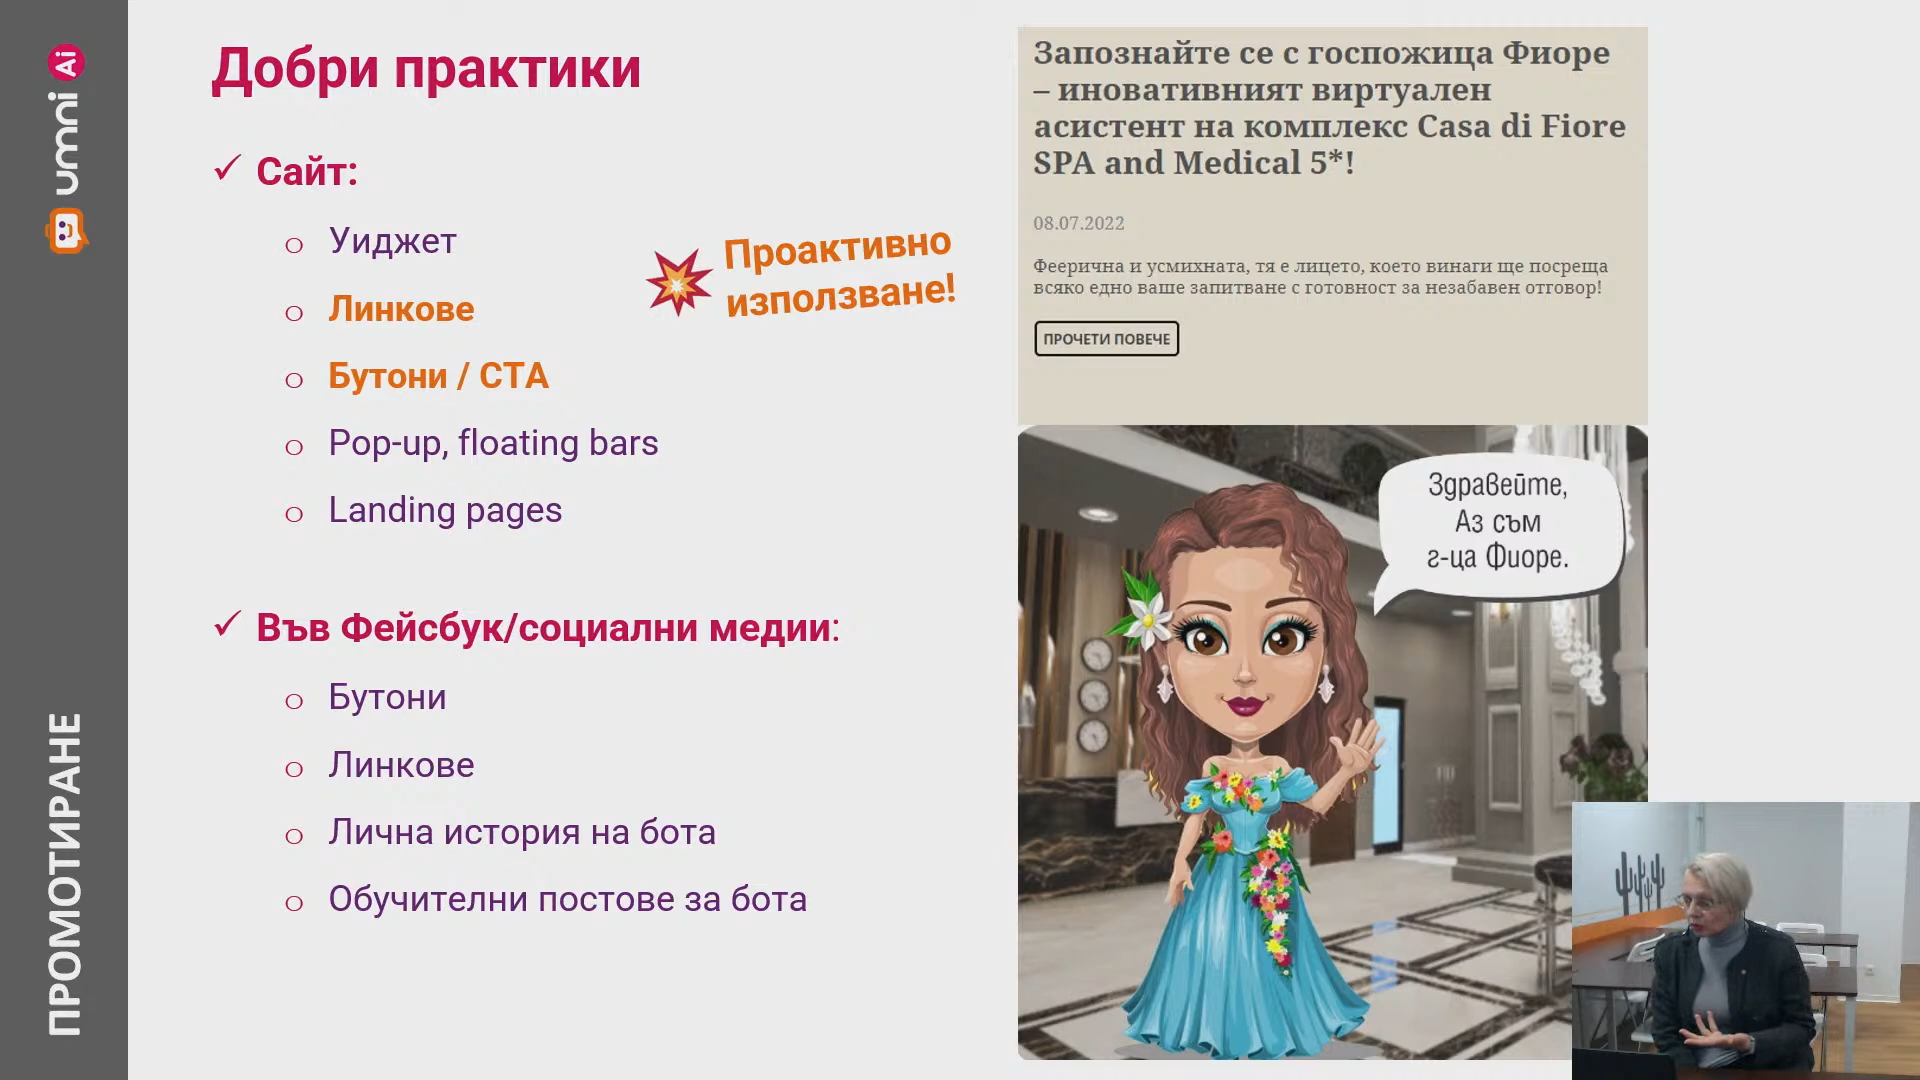 umni Ai
ПРОМОТИРАНЕ
Добри практики
✓ Сайт:
o Уиджет
o Линкове
o Бутони / CTA
o Pop-up, floating bars
o Landing pages
Проактивно
използване!
✓ Във Фейсбук/социални медии:
o Бутони
o Линкове
o Лична история на бота
o Обучителни постове за бота
Запознайте се с госпожица Фиоре
– иновативният виртуален
асистент на комплекс Casa di Fiore
SPA and Medical 5*!
08.07.2022
Феерична и усмихната, тя е лицето, което винаги ще посреща
всяко едно ваше запитване с готовност за незабавен отговор!
ПРОЧЕТИ ПОВЕЧЕ
Здравейте,
Аз съм
г-ца Фиоре.